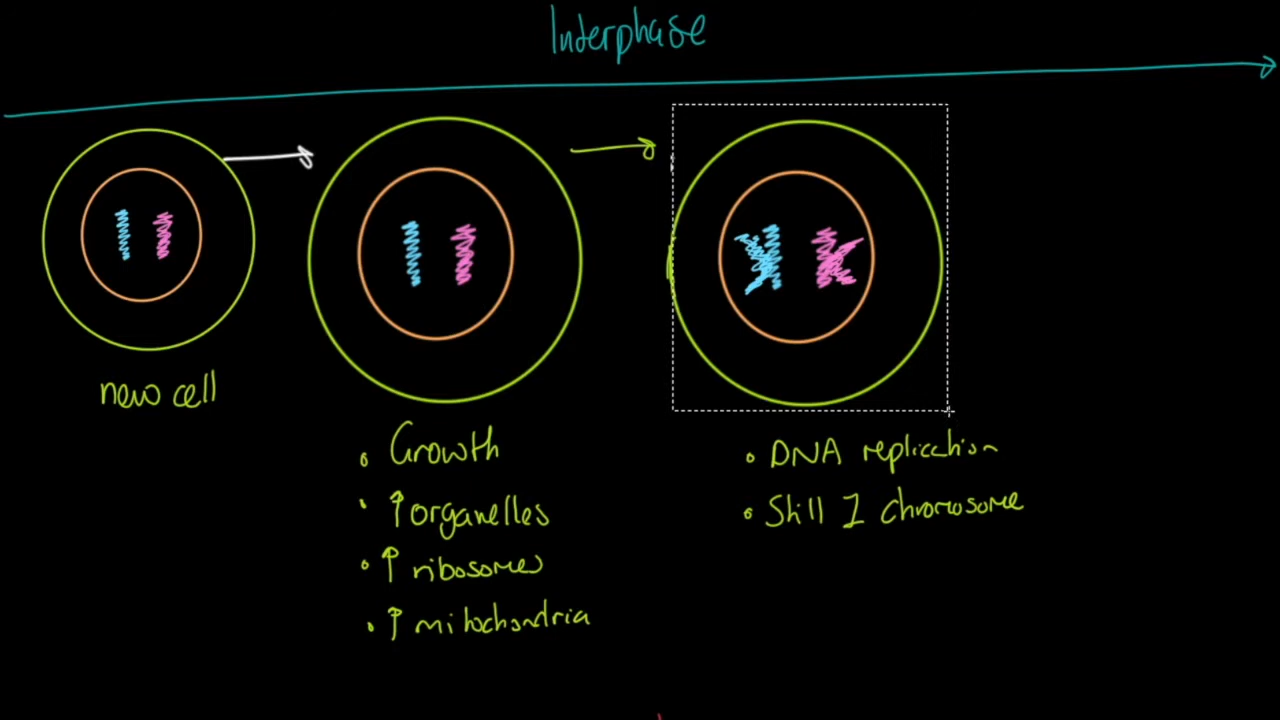 Interphase
new cell
• Growth
• ↑ organelles
• ↑ ribosomes
• ↑ mitochondria
• DNA replication
• Still 1 chromosome